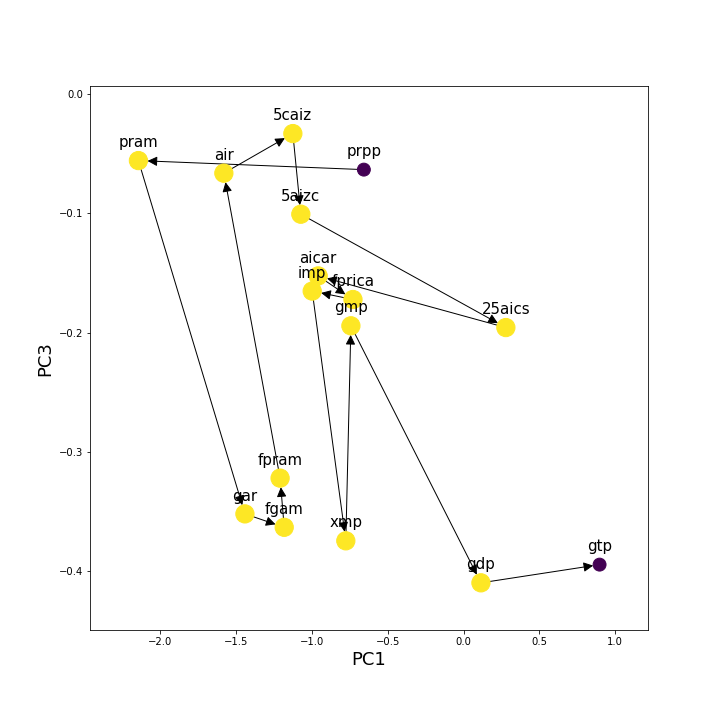 0.0
−0.1
−0.2
−0.3
−0.4
PC3
5caiz
pram
air
prpp
5aizc
aicar
imp
fprica
gmp
25aics
fpram
gar
fgam
xmp
gdp
gtp
−2.0
−1.5
−1.0
−0.5
0.0
0.5
1.0
PC1